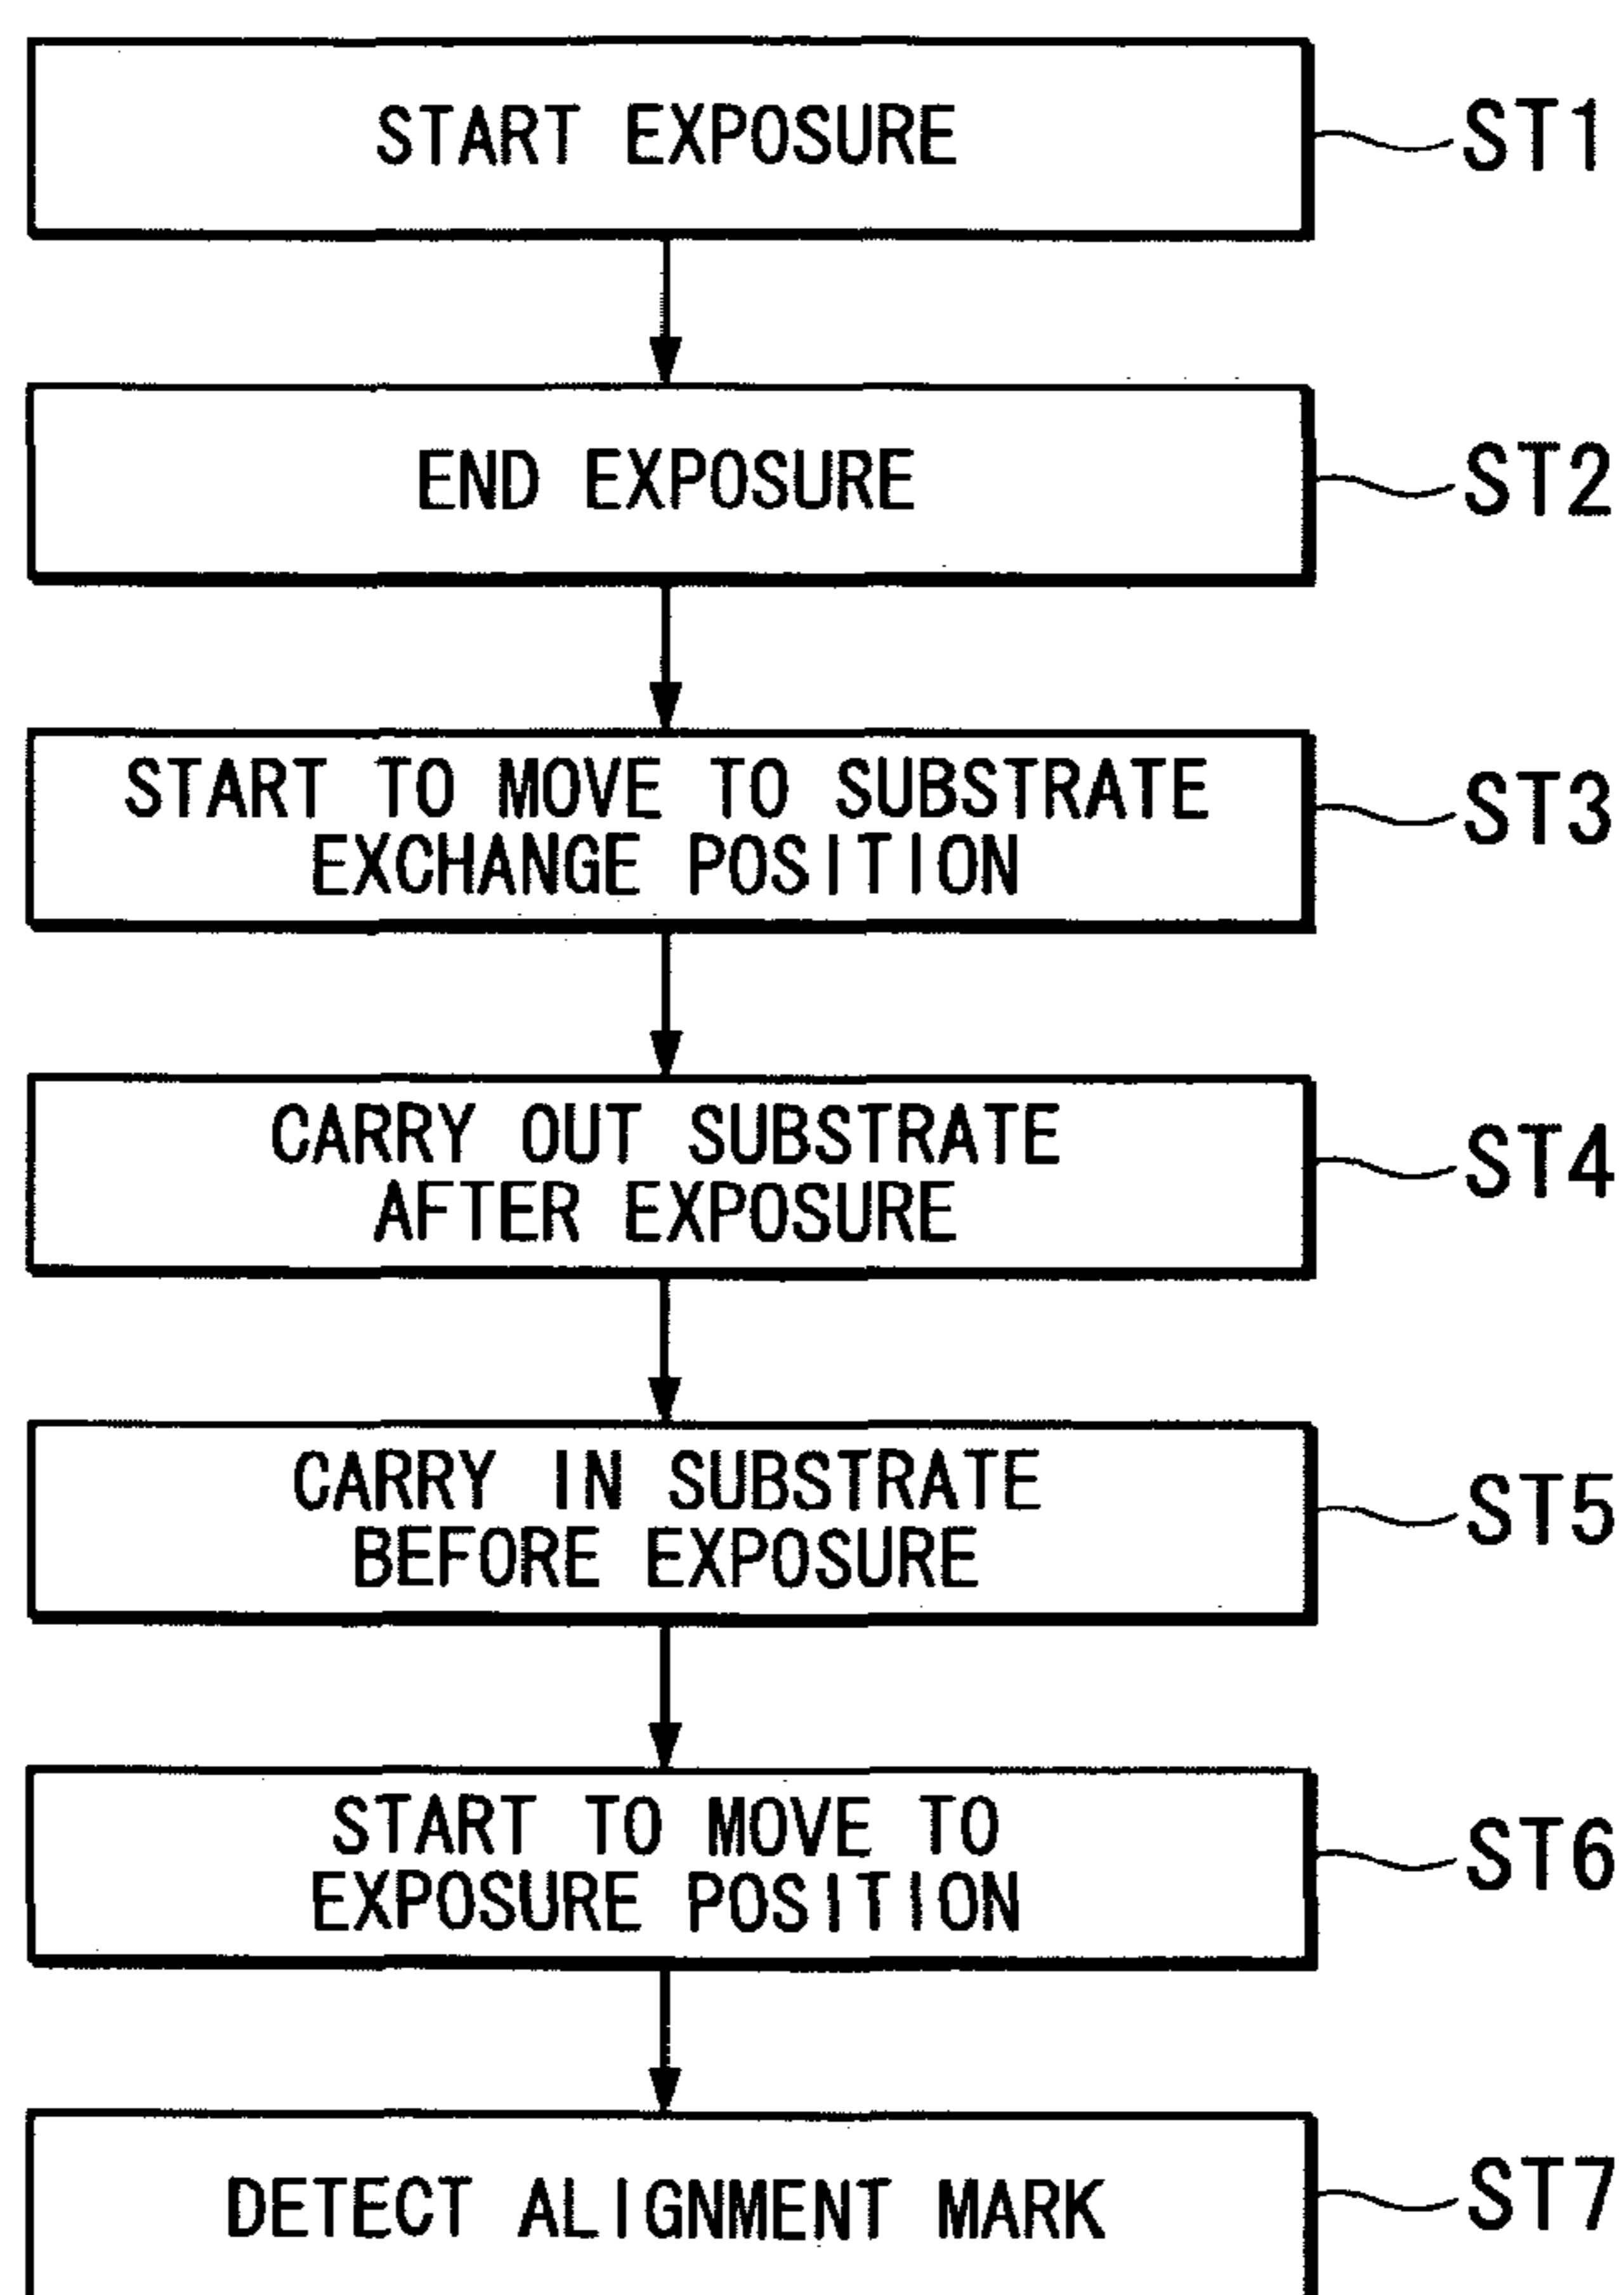 START EXPOSURE
ST1
END EXPOSURE
ST2
START TO MOVE TO SUBSTRATE
EXCHANGE POSITION
ST3
CARRY OUT SUBSTRATE
AFTER EXPOSURE
ST4
CARRY IN SUBSTRATE
BEFORE EXPOSURE
ST5
START TO MOVE TO
EXPOSURE POSITION
ST6
DETECT ALIGNMENT MARK
ST7